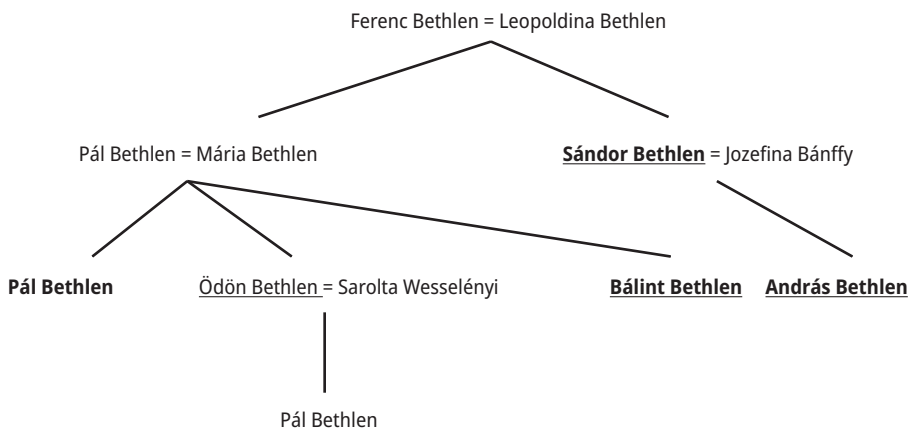 Ferenc Bethlen = Leopoldina Bethlen
Pál Bethlen = Mária Bethlen
Sándor Bethlen = Jozefina Bánffy
Pál Bethlen
Ödön Bethlen = Sarolta Wesselényi
Bálint Bethlen
András Bethlen
Pál Bethlen